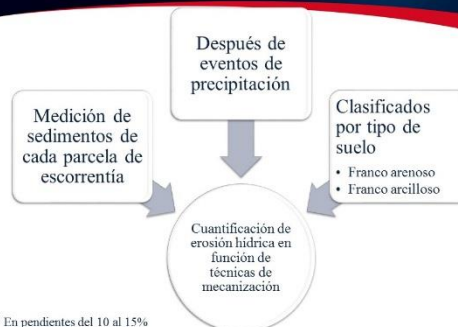 Después de
eventos de
precipitación
Medición de
sedimentos de
cada parcela de
escorrentía
Clasificados
por tipo de
suelo
• Franco arenoso
• Franco arcilloso
Cuantificación de
erosión hídrica en
función de
técnicas de
mecanización
En pendientes del 10 al 15%